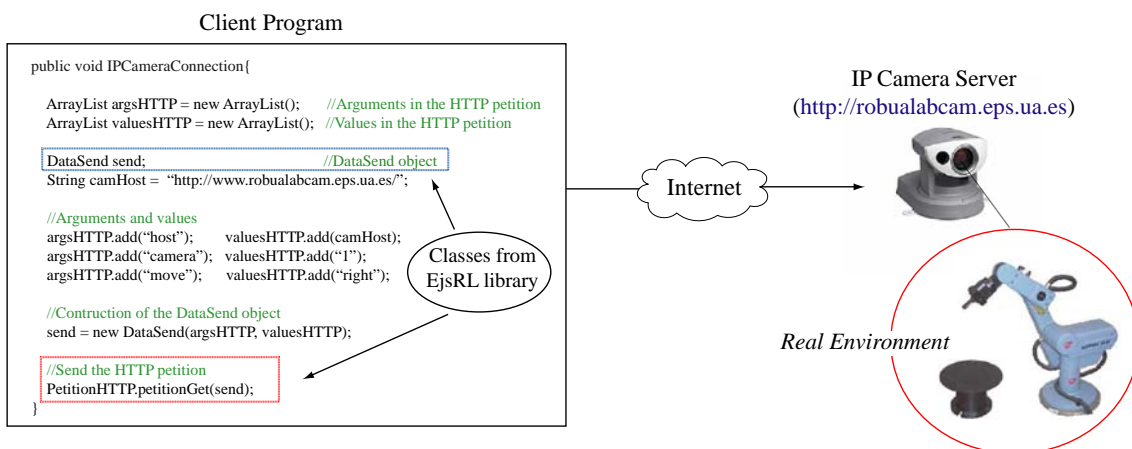 Client Program
public void IPCameraConnection{
ArrayList argsHTTP = new ArrayList(); //Arguments in the HTTP petition
ArrayList valuesHTTP = new ArrayList(); //Values in the HTTP petition
DataSend send; //DataSend object
String camHost = “http://www.robualabcam.eps.ua.es/”;
//Arguments and values
argsHTTP.add(“host”); valuesHTTP.add(camHost);
argsHTTP.add(“camera”); valuesHTTP.add(“1”);
argsHTTP.add(“move”); valuesHTTP.add(“right”);
//Contruction of the DataSend object
send = new DataSend(argsHTTP, valuesHTTP);
//Send the HTTP petition
PetitionHTTP.petitionGet(send);
}
Classes from
EjsRL library
Internet
IP Camera Server
(http://robualabcam.eps.ua.es)
Real Environment